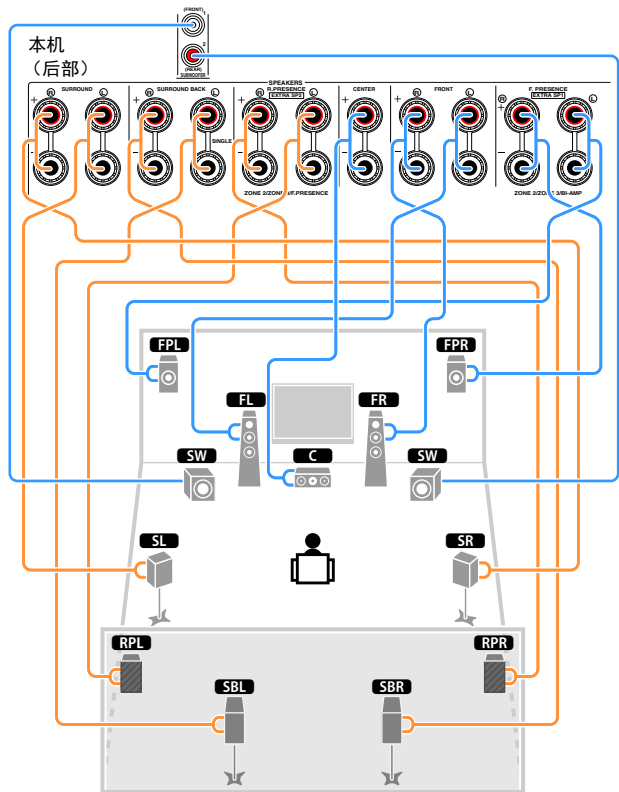 (FRONT)
1
2
(REAR)
SUBWOOFER
本机
（后部）
SPEAKERS
SURROUND
SURROUND BACK
R.PRESENCE
EXTRA SP2
CENTER
FRONT
F. PRESENCE
EXTRA SP1
R L R L R L R L R L
+ + + + + +
SINGLE
- - - - - -
ZONE 2/ZONE
/F.PRESENCE
ZONE 2/ZONE 3/BI-AMP
FPL FPR
FL FR
SW C SW
SL SR
RPL RPR
SBL SBR